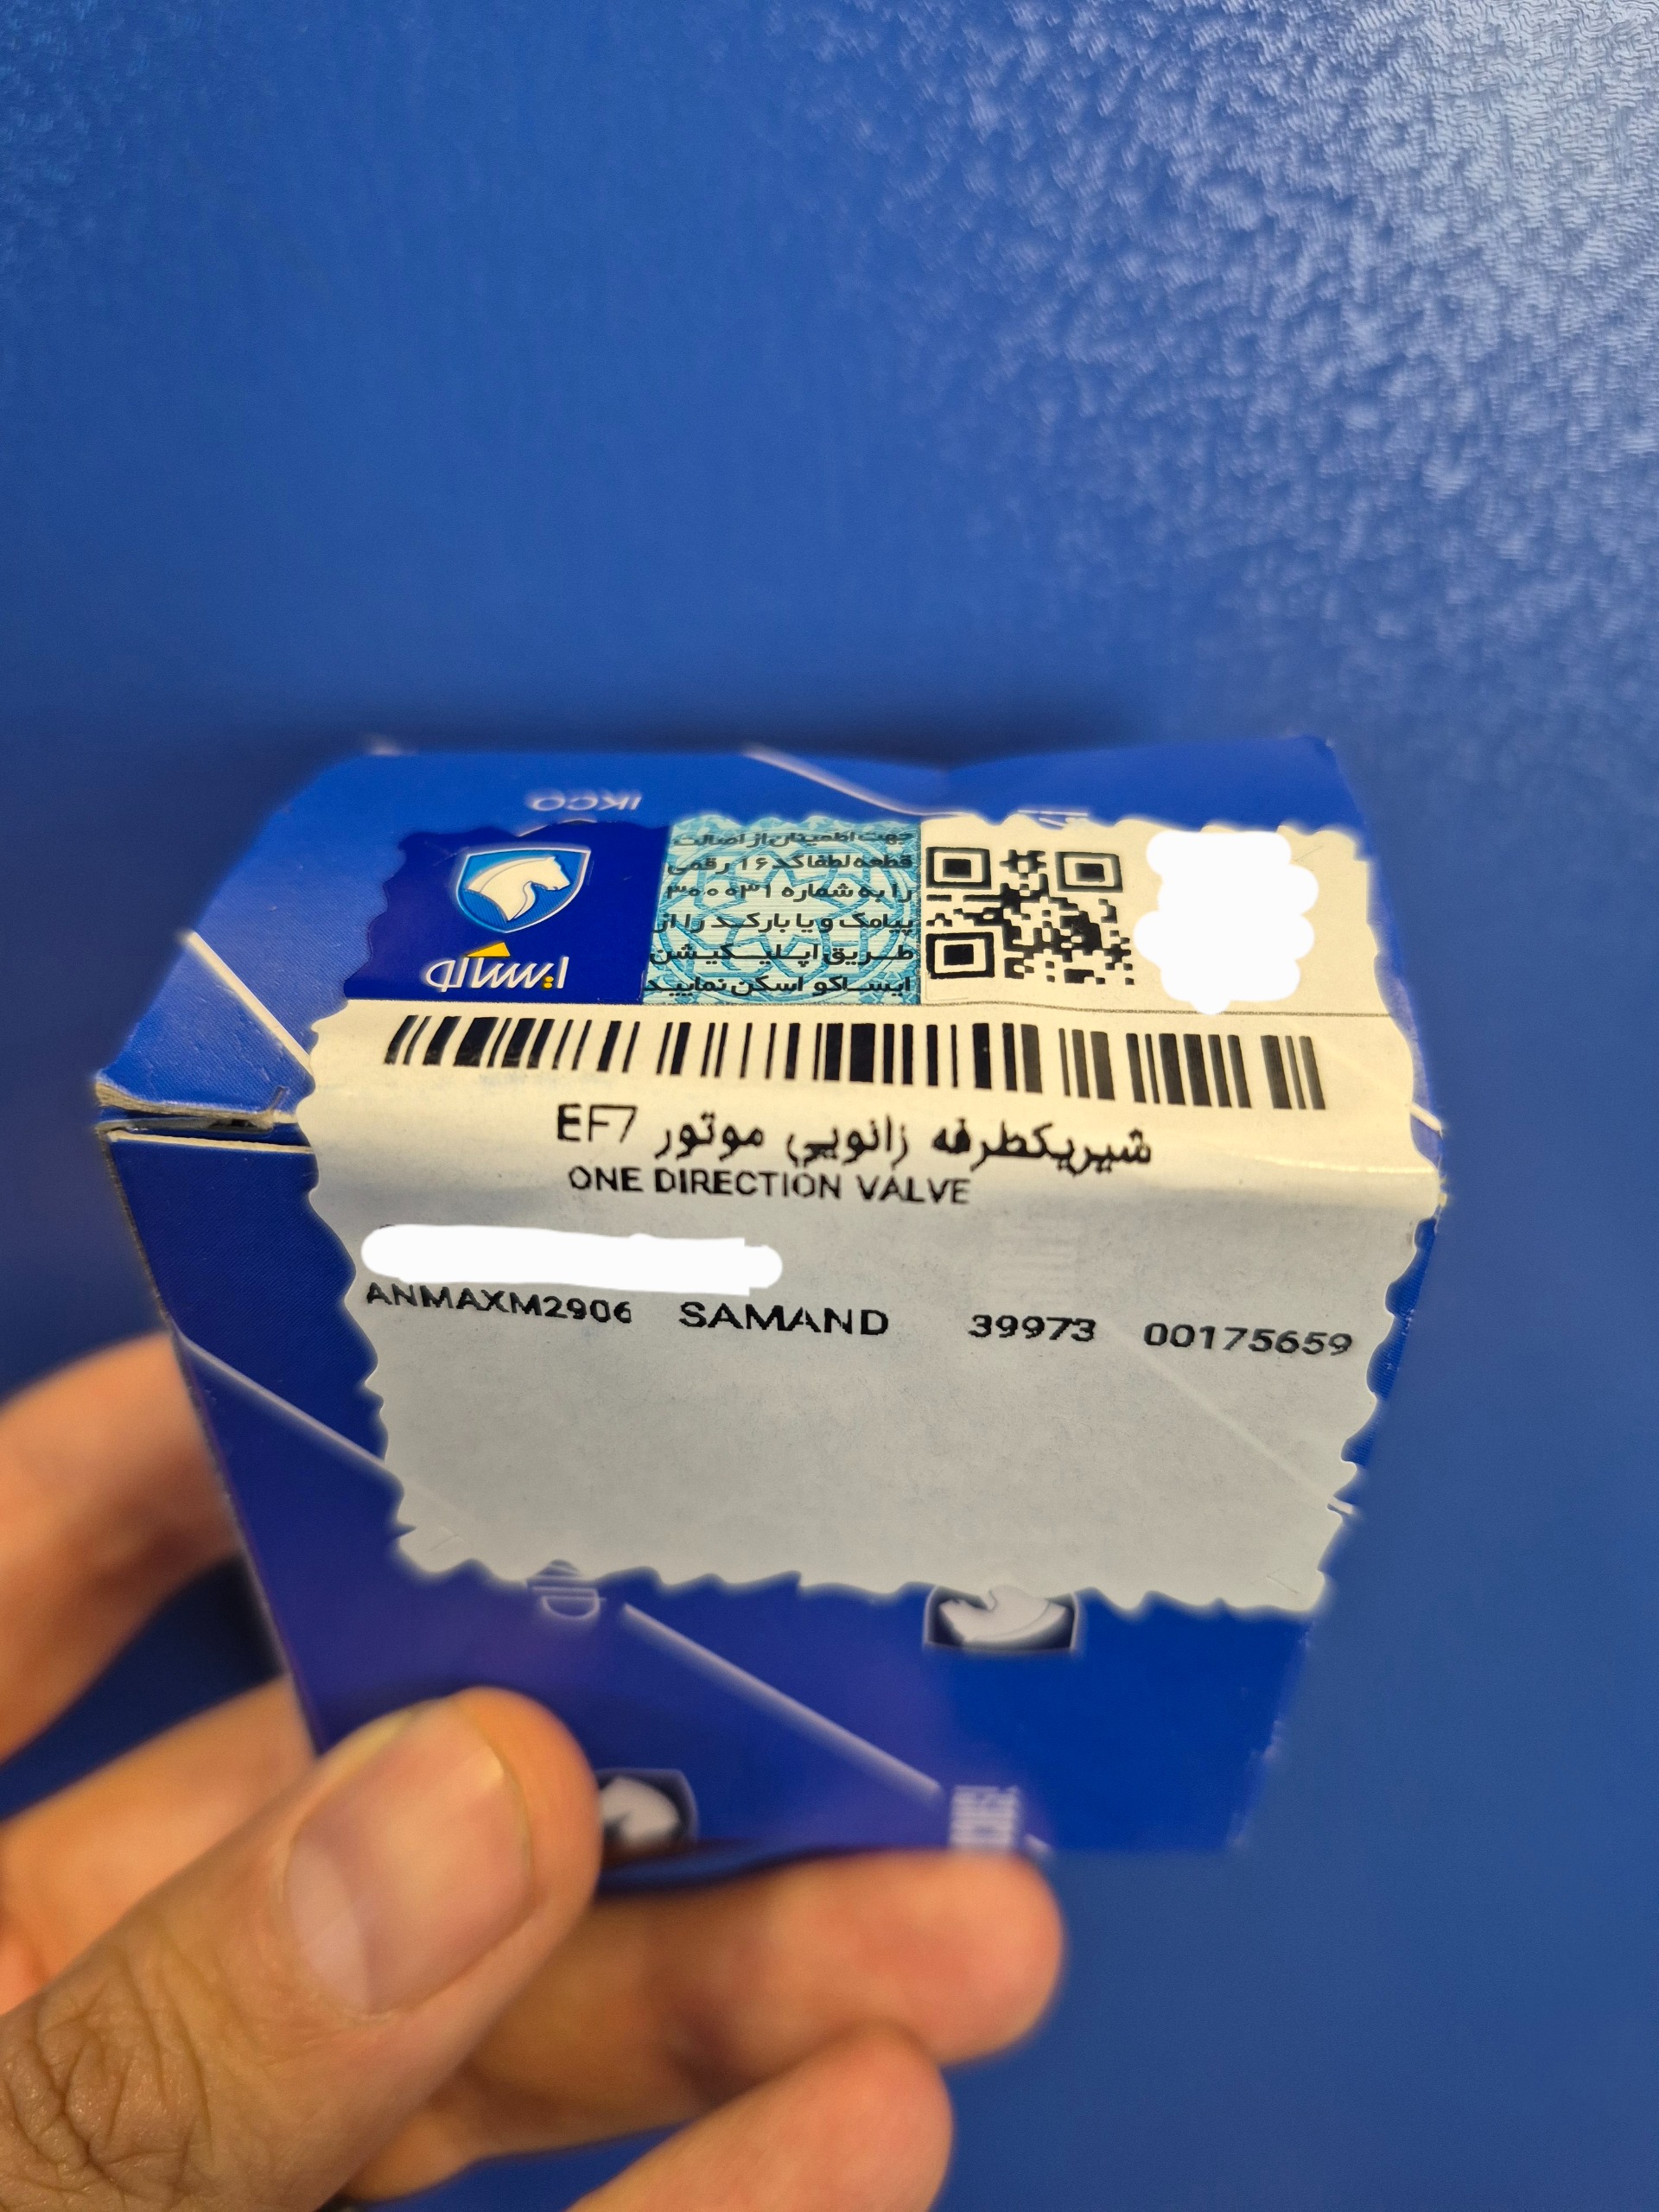 IKCO
ایساکو
جهت اطمینان از اصالت
قطعه لطفا کد ۱۶ رقمی
را به شماره ۳۰۰۰۳۱
پیامک و یا بارکد را از
طریق اپلیکیشن
ایساکو اسکن نمایید
شیریکطرفه زانویی موتور EF7
ONE DIRECTION VALVE
ANMAXM2906 SAMAND 39973 00175659